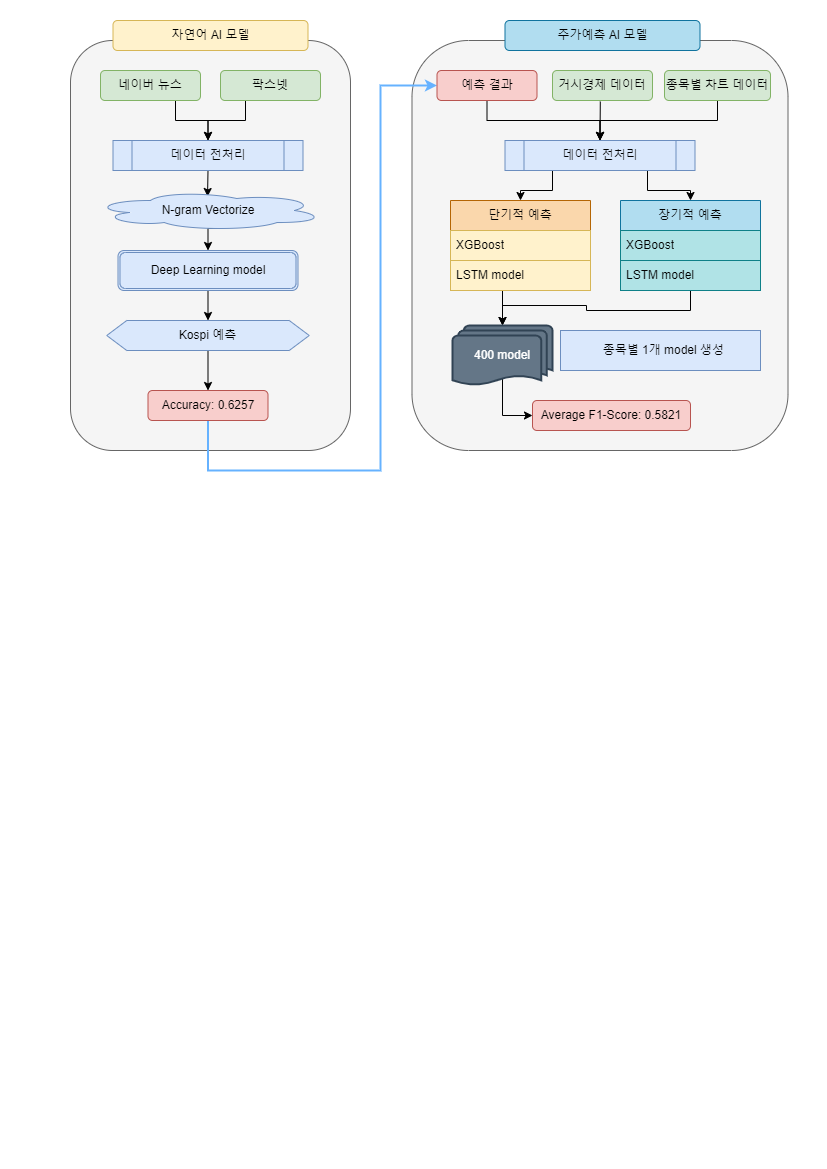 자연어 AI 모델
네이버 뉴스
팍스넷
데이터 전처리
N-gram Vectorize
Deep Learning model
Kospi 예측
Accuracy: 0.6257
주가예측 AI 모델
예측 결과
거시경제 데이터
종목별 차트 데이터
데이터 전처리
단기적 예측
XGBoost
LSTM model
장기적 예측
XGBoost
LSTM model
400 model
종목별 1개 model 생성
Average F1-Score: 0.5821